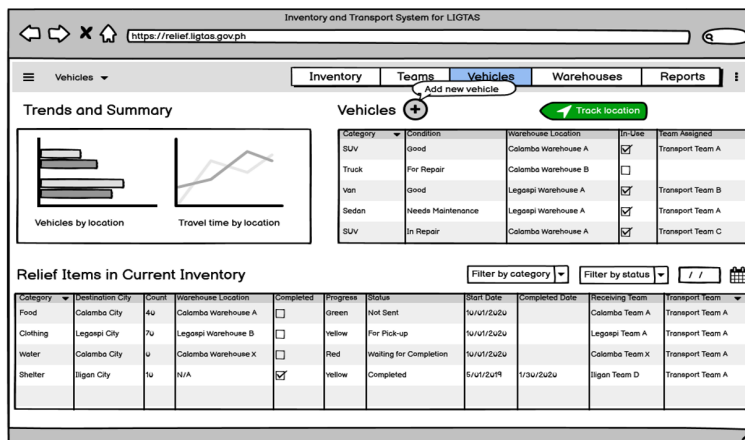 Inventory and Transport System for LIGTAS
https://relief.ligtas.gov.ph
Vehicles
Inventory Teams Vehicles Warehouses Reports
Add new vehicle
Trends and Summary
Vehicles by location
Travel time by location
Vehicles + Track location
Category Condition Warehouse Location In-Use Team Assigned
SUV Good Calamba Warehouse A Transport Team A
Truck For Repair Calamba Warehouse B
Van Good Legaspi Warehouse A Transport Team B
Sedan Needs Maintenance Legaspi Warehouse A Transport Team A
SUV In Repair Calamba Warehouse A Transport Team C
Relief Items in Current Inventory Filter by category Filter by status / /
Category Destination City Count Warehouse Location Completed Progress Status Start Date Completed Date Receiving Team Transport Team
Food Calamba City 40 Calamba Warehouse A Green Not Sent 10/01/2020 Calamba Team A Transport Team A
Clothing Legaspi City 70 Legaspi Warehouse B Yellow For Pick-up 10/01/2020 Legaspi Team A Transport Team A
Water Calamba City 0 Calamba Warehouse X Red Waiting for Completion 10/01/2020 Calamba Team X Transport Team A
Shelter Iligan City 10 N/A Yellow Completed 5/01/2019 1/30/2020 Iligan Team D Transport Team A